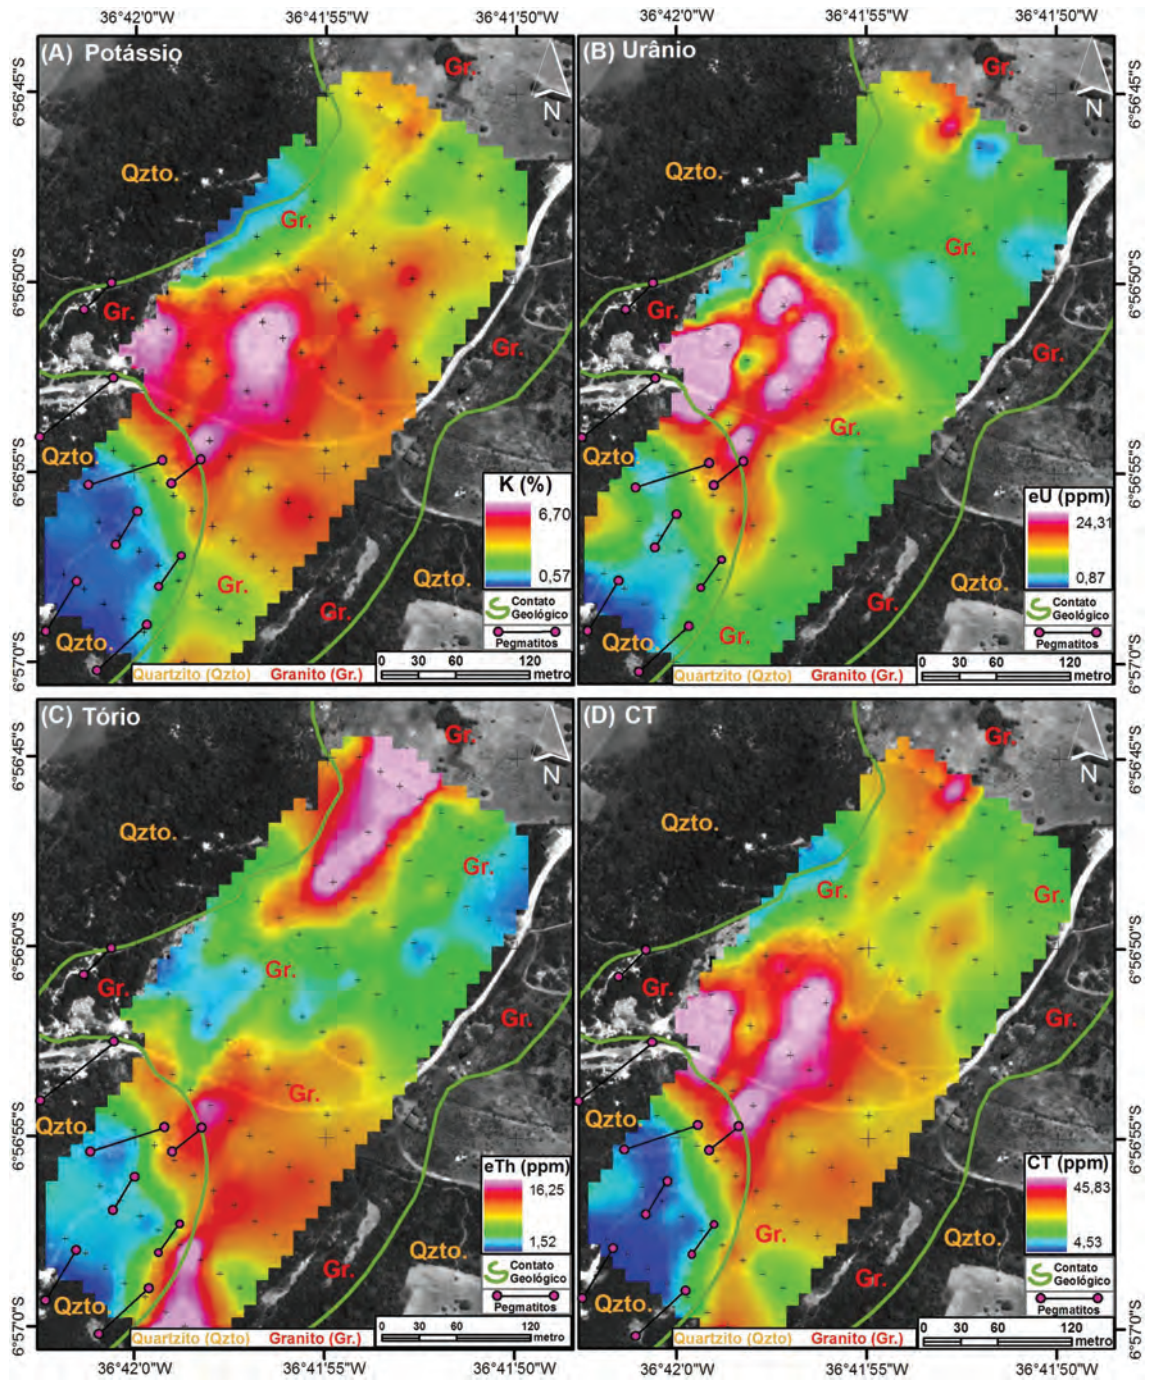 36°42'0"W
36°41'55"W
36°41'50"W
36°42'0"W
36°41'55"W
36°41'50"W
(A) Potássio
Gr.
N
6°56'45"S
Qzto.
Gr.
6°56'50"S
Gr.
Gr.
Qzto.
6°56'55"S
K (%)
6,70
0,57
Contato
Geológico
Pegmatitos
Gr.
Gr.
Qzto.
Qzto.
6°57'0"S
Quartzito (Qzto)
Granito (Gr.)
0
30
60
120
metro
(B) Urânio
Gr.
N
6°56'45"S
Qzto.
Gr.
6°56'50"S
Gr.
Gr.
Gr.
Qzto.
6°56'55"S
eU (ppm)
24,31
0,87
Contato
Geológico
Pegmatitos
Qzto.
Gr.
Gr.
Qzto.
6°57'0"S
Quartzito (Qzto)
Granito (Gr.)
0
30
60
120
metro
(C) Tório
Gr.
N
6°56'45"S
Qzto.
Gr.
6°56'50"S
Gr.
Gr.
Gr.
Gr.
Qzto.
6°56'55"S
eTh (ppm)
16,25
1,52
Contato
Geológico
Pegmatitos
Qzto.
Gr.
Qzto.
6°57'0"S
Quartzito (Qzto)
Granito (Gr.)
0
30
60
120
metro
(D) CT
Gr.
N
6°56'45"S
Qzto.
Gr.
Gr.
6°56'50"S
Gr.
Gr.
Qzto.
6°56'55"S
CT (ppm)
45,83
4,53
Contato
Geológico
Pegmatitos
Gr.
Qzto.
Gr.
Qzto.
6°57'0"S
Quartzito (Qzto)
Granito (Gr.)
0
30
60
120
metro
36°42'0"W
36°41'55"W
36°41'50"W
36°42'0"W
36°41'55"W
36°41'50"W